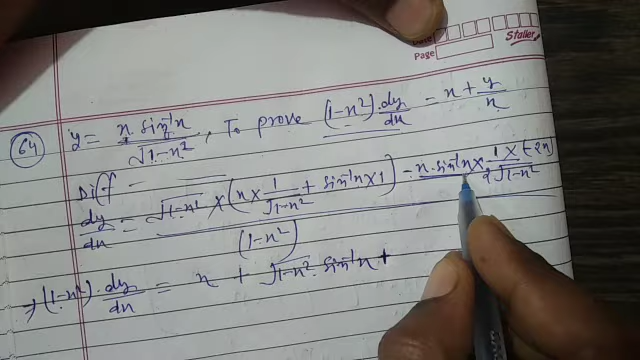 Date
Staller
Page
64 y = x sin⁻¹x / √1-x² , To prove (1-x²).dy/dx = x + y/x
Diff -
dy/dx = √1-x² × (x × 1/√1-x² + sin⁻¹x × 1) - x.sin⁻¹x × 1/2√1-x² × (-2x)
(1-x²)
⇒ (1-x²).dy/dx = x + √1-x² . sin⁻¹x +